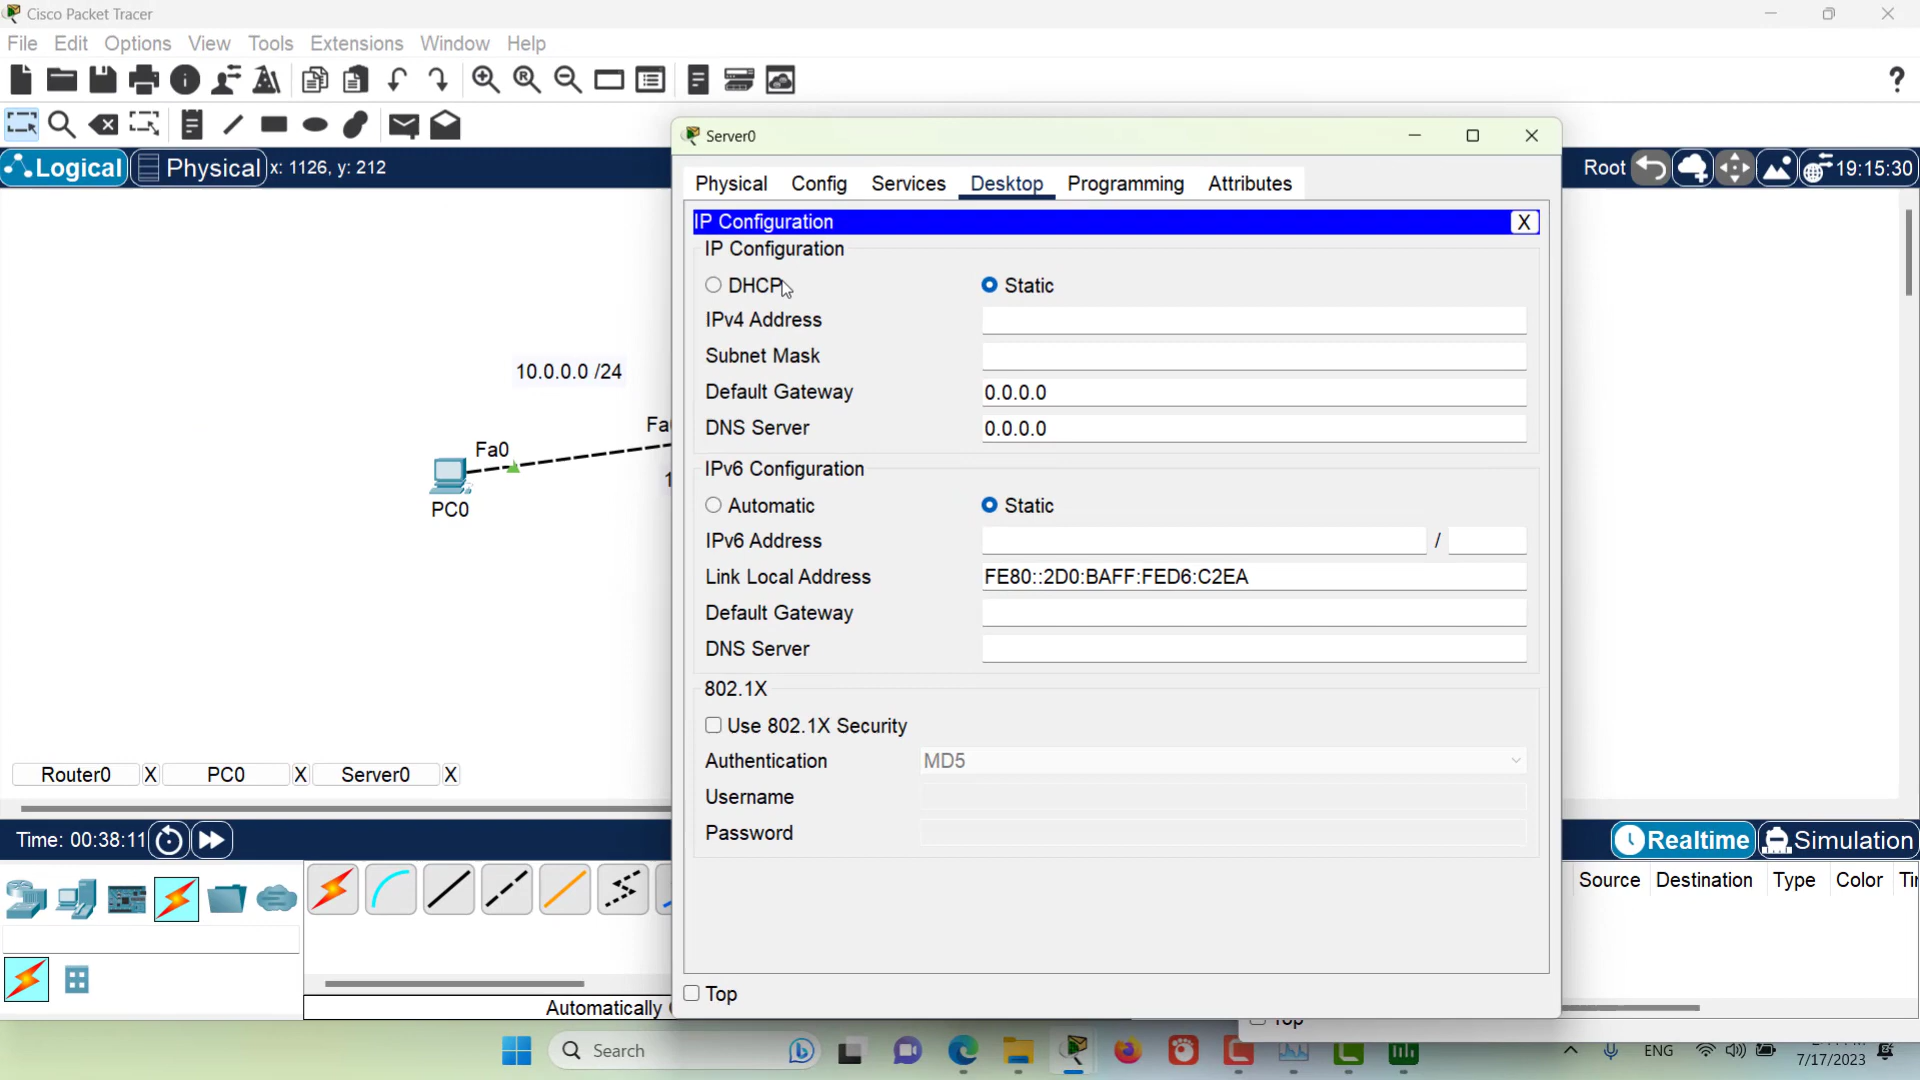 Cisco Packet Tracer
File Edit Options View Tools Extensions Window Help
?
Logical Physical x: 1126, y: 212
Root 19:15:30
Server0
Physical Config Services Desktop Programming Attributes
IP Configuration X
IP Configuration
DHCP Static
IPv4 Address
Subnet Mask
Default Gateway 0.0.0.0
DNS Server 0.0.0.0
IPv6 Configuration
Automatic Static
IPv6 Address /
Link Local Address FE80::2D0:BAFF:FED6:C2EA
Default Gateway
DNS Server
802.1X
Use 802.1X Security
Authentication MD5
Username
Password
Top
10.0.0.0 /24
Fa0
PC0
Router0 X PC0 X Server0 X
Time: 00:38:11
Realtime Simulation
Source Destination Type Color
Automatically
Search
ENG
7/17/2023